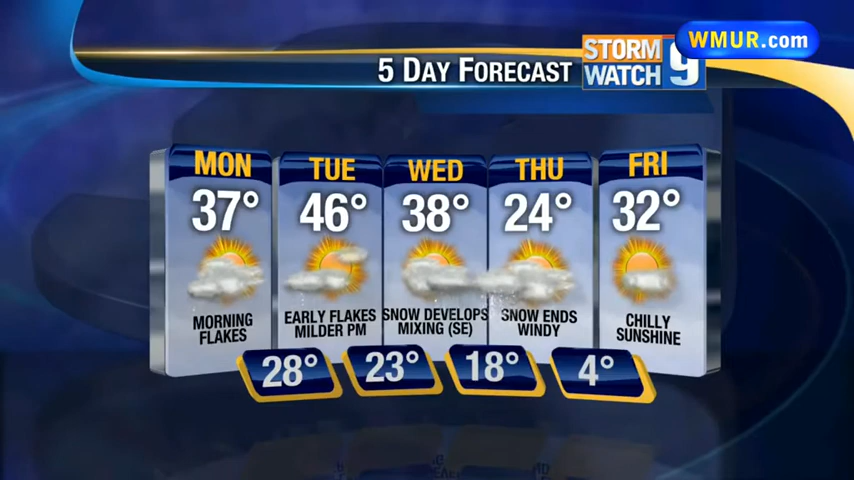 WMUR.com
5 DAY FORECAST
STORM
WATCH 9
MON
TUE
WED
THU
FRI
37°
46°
38°
24°
32°
MORNING
FLAKES
EARLY FLAKES
MILDER PM
SNOW DEVELOPS
MIXING (SE)
SNOW ENDS
WINDY
CHILLY
SUNSHINE
28°
23°
18°
4°